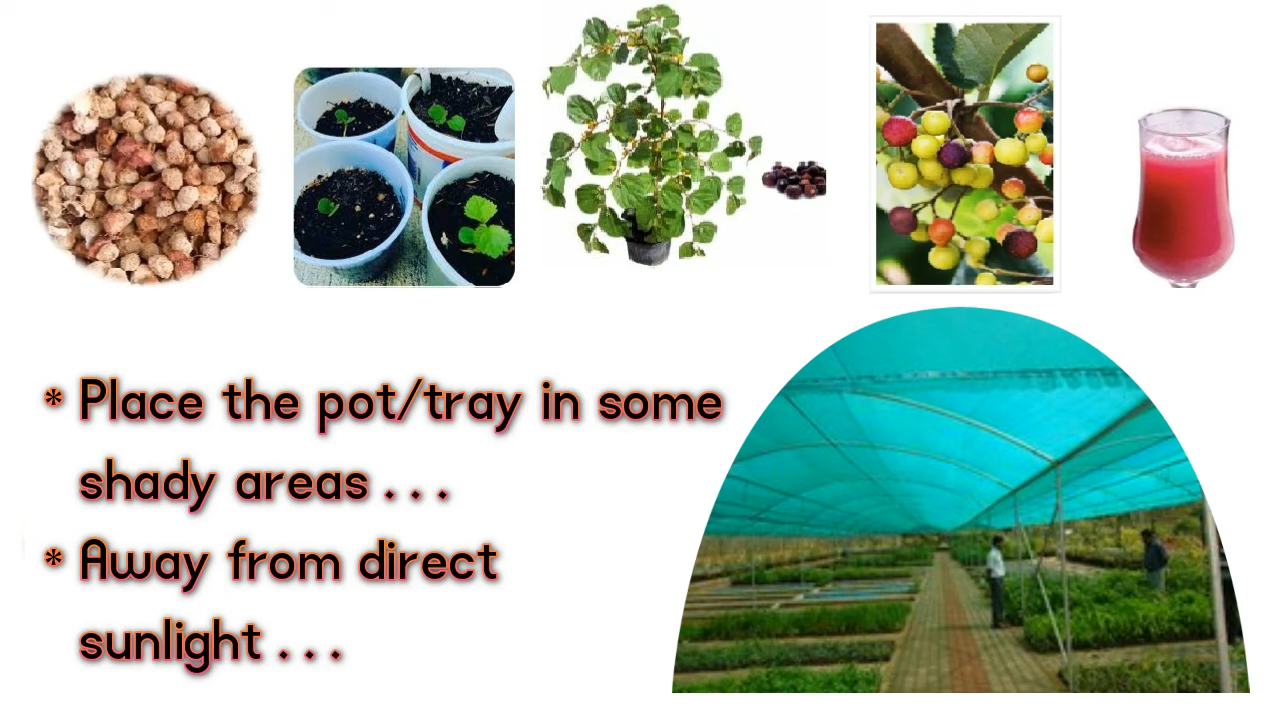 * Place the pot/tray in some
shady areas . . .
* Away from direct
sunlight . . .